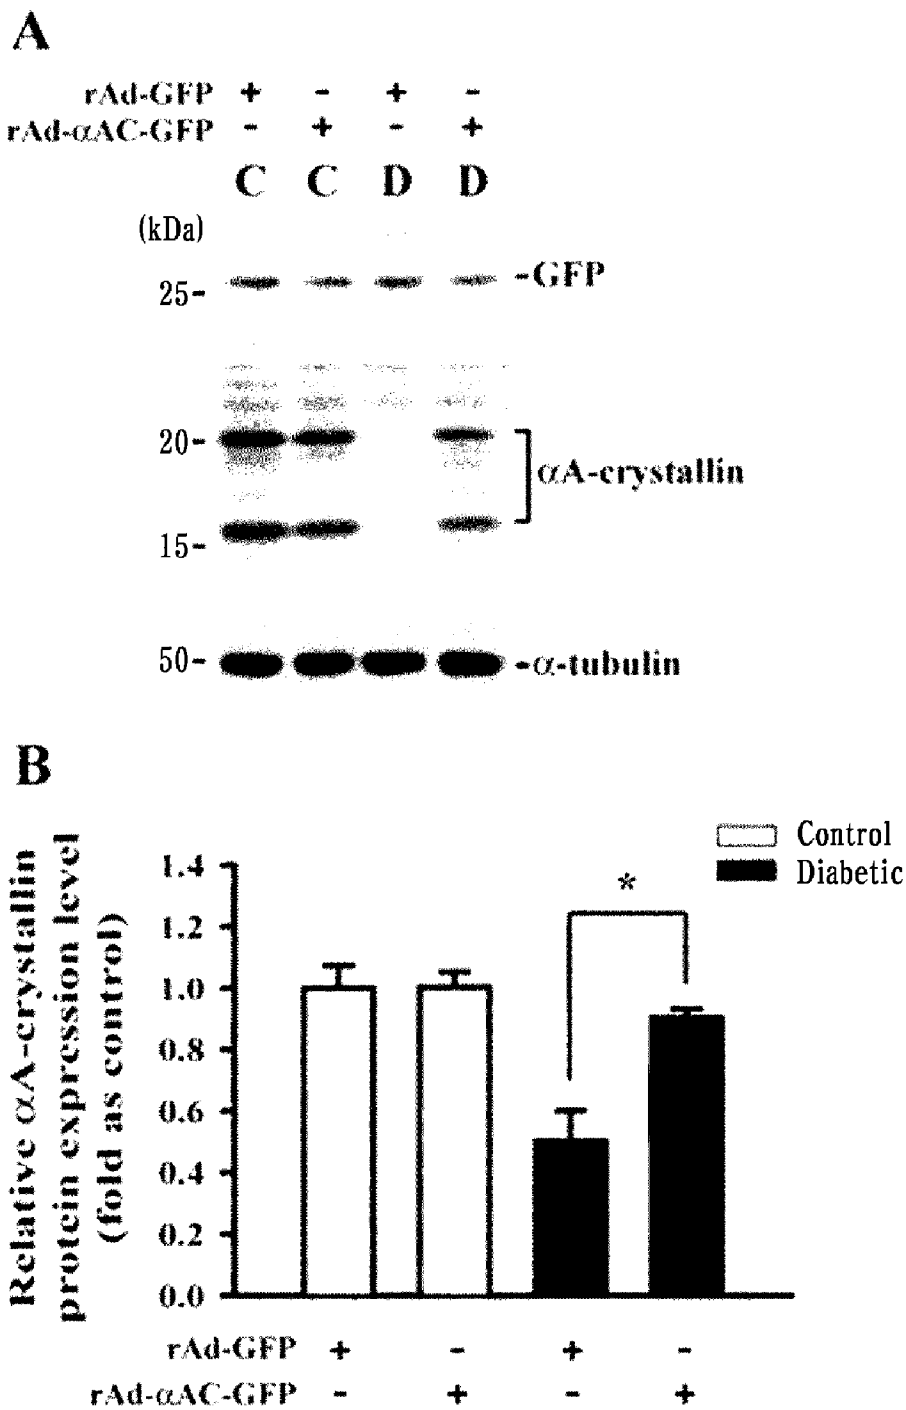 A
rAd-GFP + - + -
rAd-αAC-GFP - + - +
C C D D
(kDa)
25- -GFP
20-
αA-crystallin
15-
50- -α-tubulin
B
Control
Diabetic
*
Relative αA-crystallin
protein expression level
(fold as control)
1.4
1.2
1.0
0.8
0.6
0.4
0.2
0.0
rAd-GFP + - + -
rAd-αAC-GFP - + - +